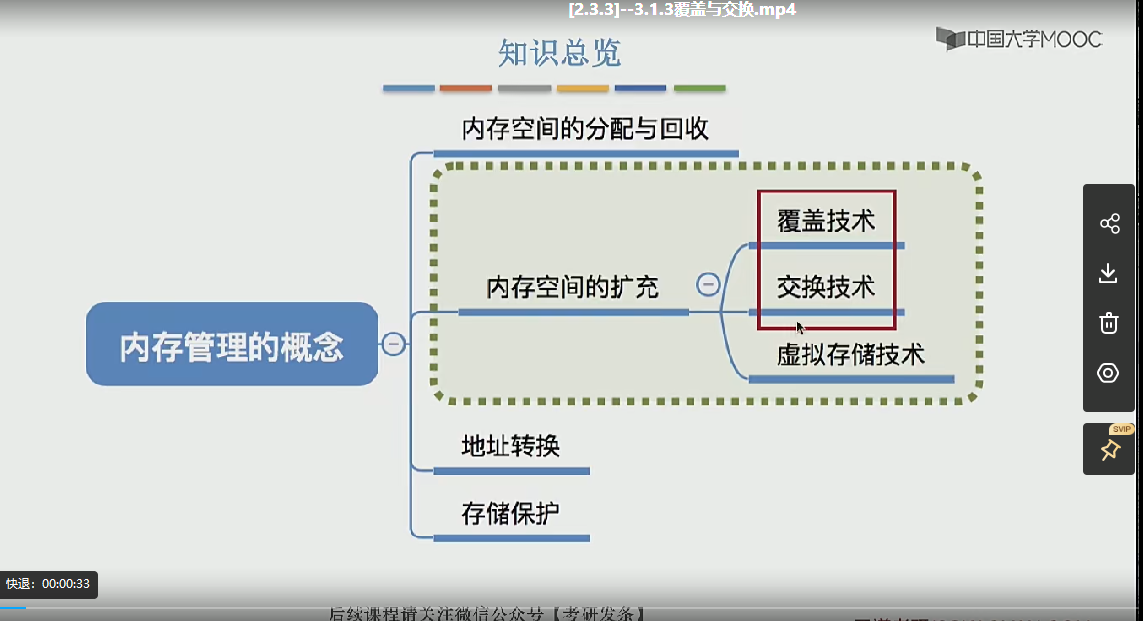 [2.3.3]--3.1.3覆盖与交换.mp4
中国大学MOOC
知识总览
内存空间的分配与回收
覆盖技术
内存空间的扩充
交换技术
内存管理的概念
虚拟存储技术
地址转换
存储保护
SVIP
快退：00:00:33
后续课程请关注微信公众号【考研发条】